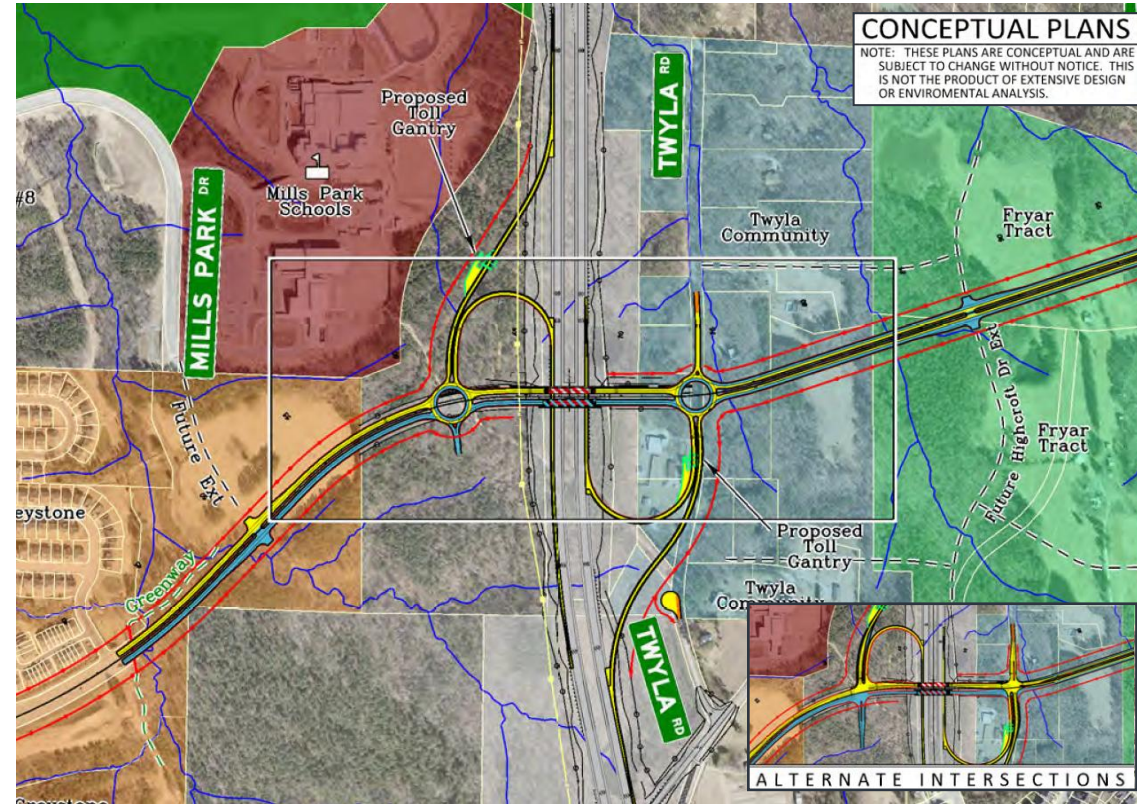 CONCEPTUAL PLANS
NOTE: THESE PLANS ARE CONCEPTUAL AND ARE
SUBJECT TO CHANGE WITHOUT NOTICE. THIS
IS NOT THE PRODUCT OF EXTENSIVE DESIGN
OR ENVIROMENTAL ANALYSIS.
Proposed
Toll
Gantry
TWYLA RD
#8
MILLS PARK DR
Mills Park
Schools
Twyla
Community
Fryar
Tract
Future Ext
Future Highcroft Dr Ext
Fryar
Tract
eystone
Greenway
Proposed
Toll
Gantry
Twyla
Community
TWYLA RD
Greystone
ALTERNATE INTERSECTIONS